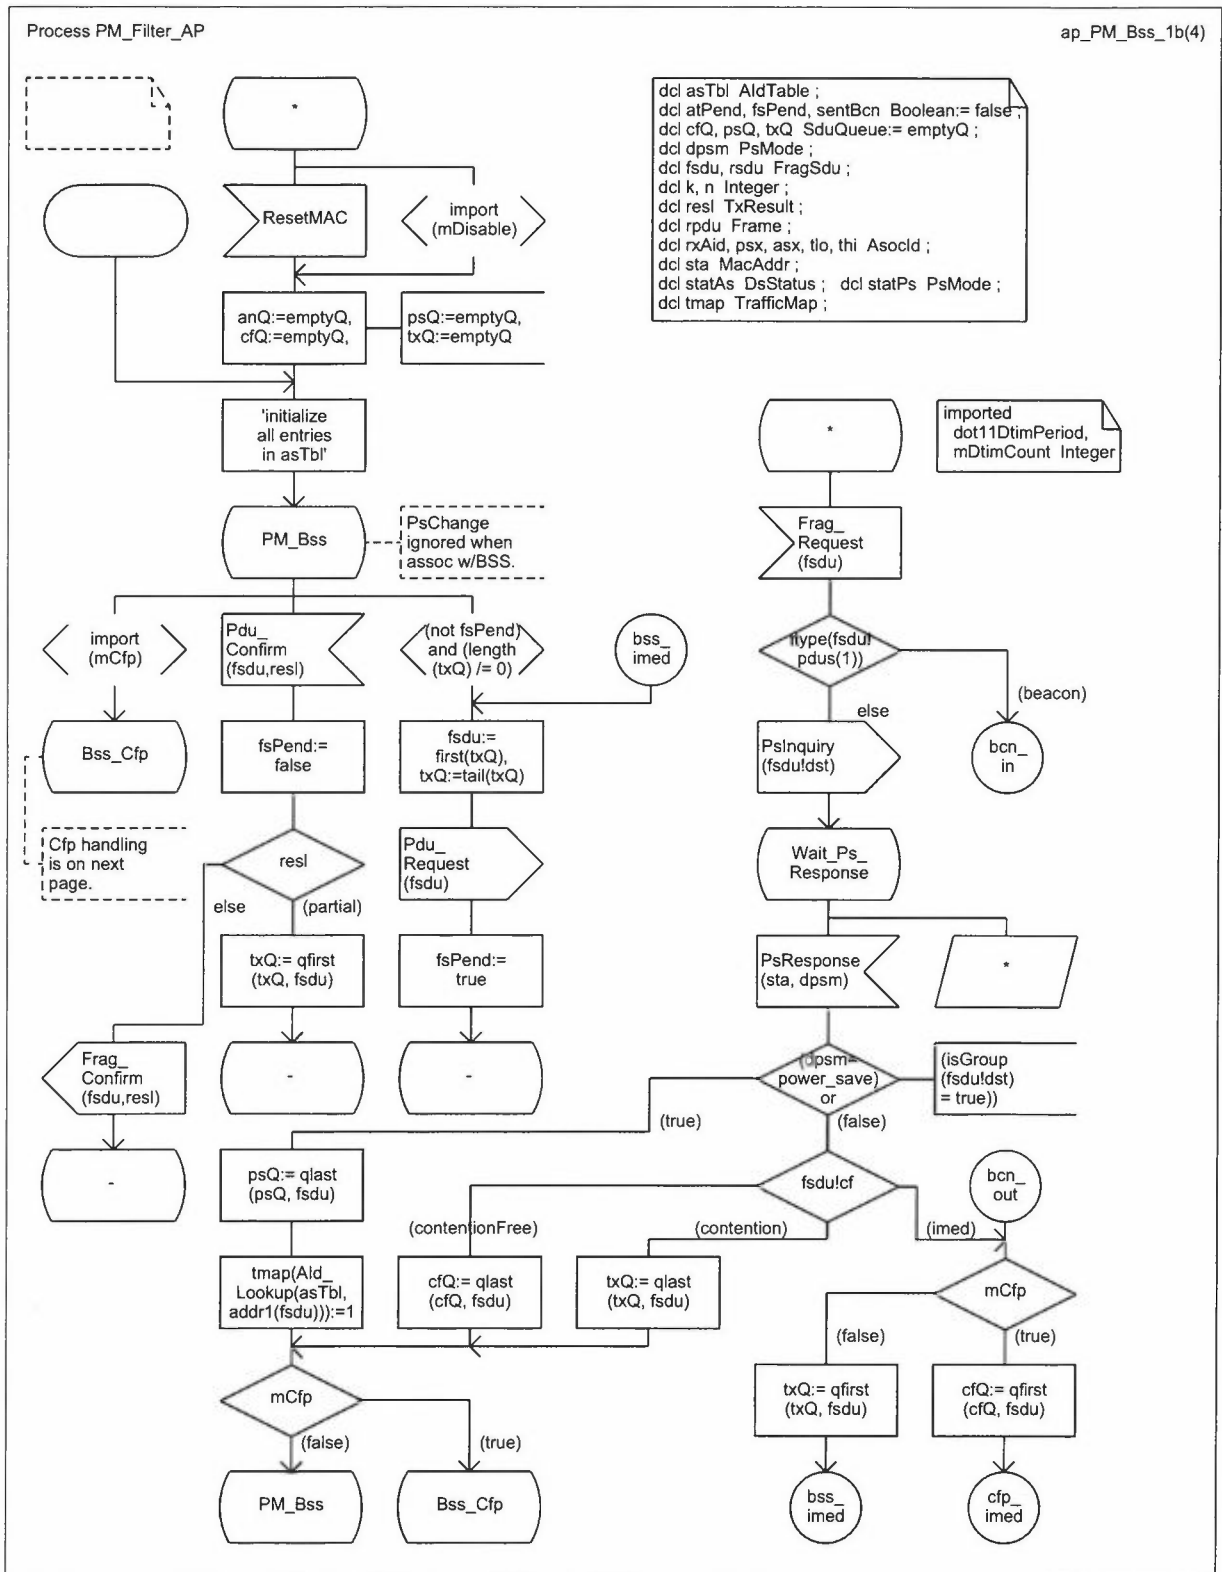 Process PM_Filter_AP
ap_PM_Bss_1b(4)
*
dcl asTbl AIdTable ;
dcl atPend, fsPend, sentBcn Boolean:= false ;
dcl cfQ, psQ, txQ SduQueue:= emptyQ ;
dcl dpsm PsMode ;
dcl fsdu, rsdu FragSdu ;
dcl k, n Integer ;
dcl resl TxResult ;
dcl rpdu Frame ;
dcl rxAid, psx, asx, tlo, thi AsocId ;
dcl sta MacAddr ;
dcl statAs DsStatus ; dcl statPs PsMode ;
dcl tmap TrafficMap ;
ResetMAC
import
(mDisable)
anQ:=emptyQ,
cfQ:=emptyQ,
psQ:=emptyQ,
txQ:=emptyQ
'initialize
all entries
in asTbl'
PM_Bss
PsChange
ignored when
assoc w/BSS.
import
(mCfp)
Pdu_
Confirm
(fsdu,resl)
(not fsPend)
and (length
(txQ) /= 0)
bss_
imed
Bss_Cfp
fsPend:=
false
fsdu:=
first(txQ),
txQ:=tail(txQ)
Cfp handling
is on next
page.
resl
Pdu_
Request
(fsdu)
else
(partial)
txQ:= qfirst
(txQ, fsdu)
fsPend:=
true
Frag_
Confirm
(fsdu,resl)
-
-
-
*
imported
dot11DtimPeriod,
mDtimCount Integer
Frag_
Request
(fsdu)
ftype(fsdu!
pdus(1))
(beacon)
else
PsInquiry
(fsdu!dst)
bcn_
in
Wait_Ps_
Response
PsResponse
(sta, dpsm)
*
(dpsm=
power_save)
or
(isGroup
(fsdu!dst)
= true))
(true)
(false)
psQ:= qlast
(psQ, fsdu)
fsdu!cf
bcn_
out
(contentionFree)
(contention)
(imed)
tmap(AId_
Lookup(asTbl,
addr1(fsdu))):=1
cfQ:= qlast
(cfQ, fsdu)
txQ:= qlast
(txQ, fsdu)
mCfp
(false)
(true)
mCfp
(false)
(true)
txQ:= qfirst
(txQ, fsdu)
cfQ:= qfirst
(cfQ, fsdu)
PM_Bss
Bss_Cfp
bss_
imed
cfp_
imed